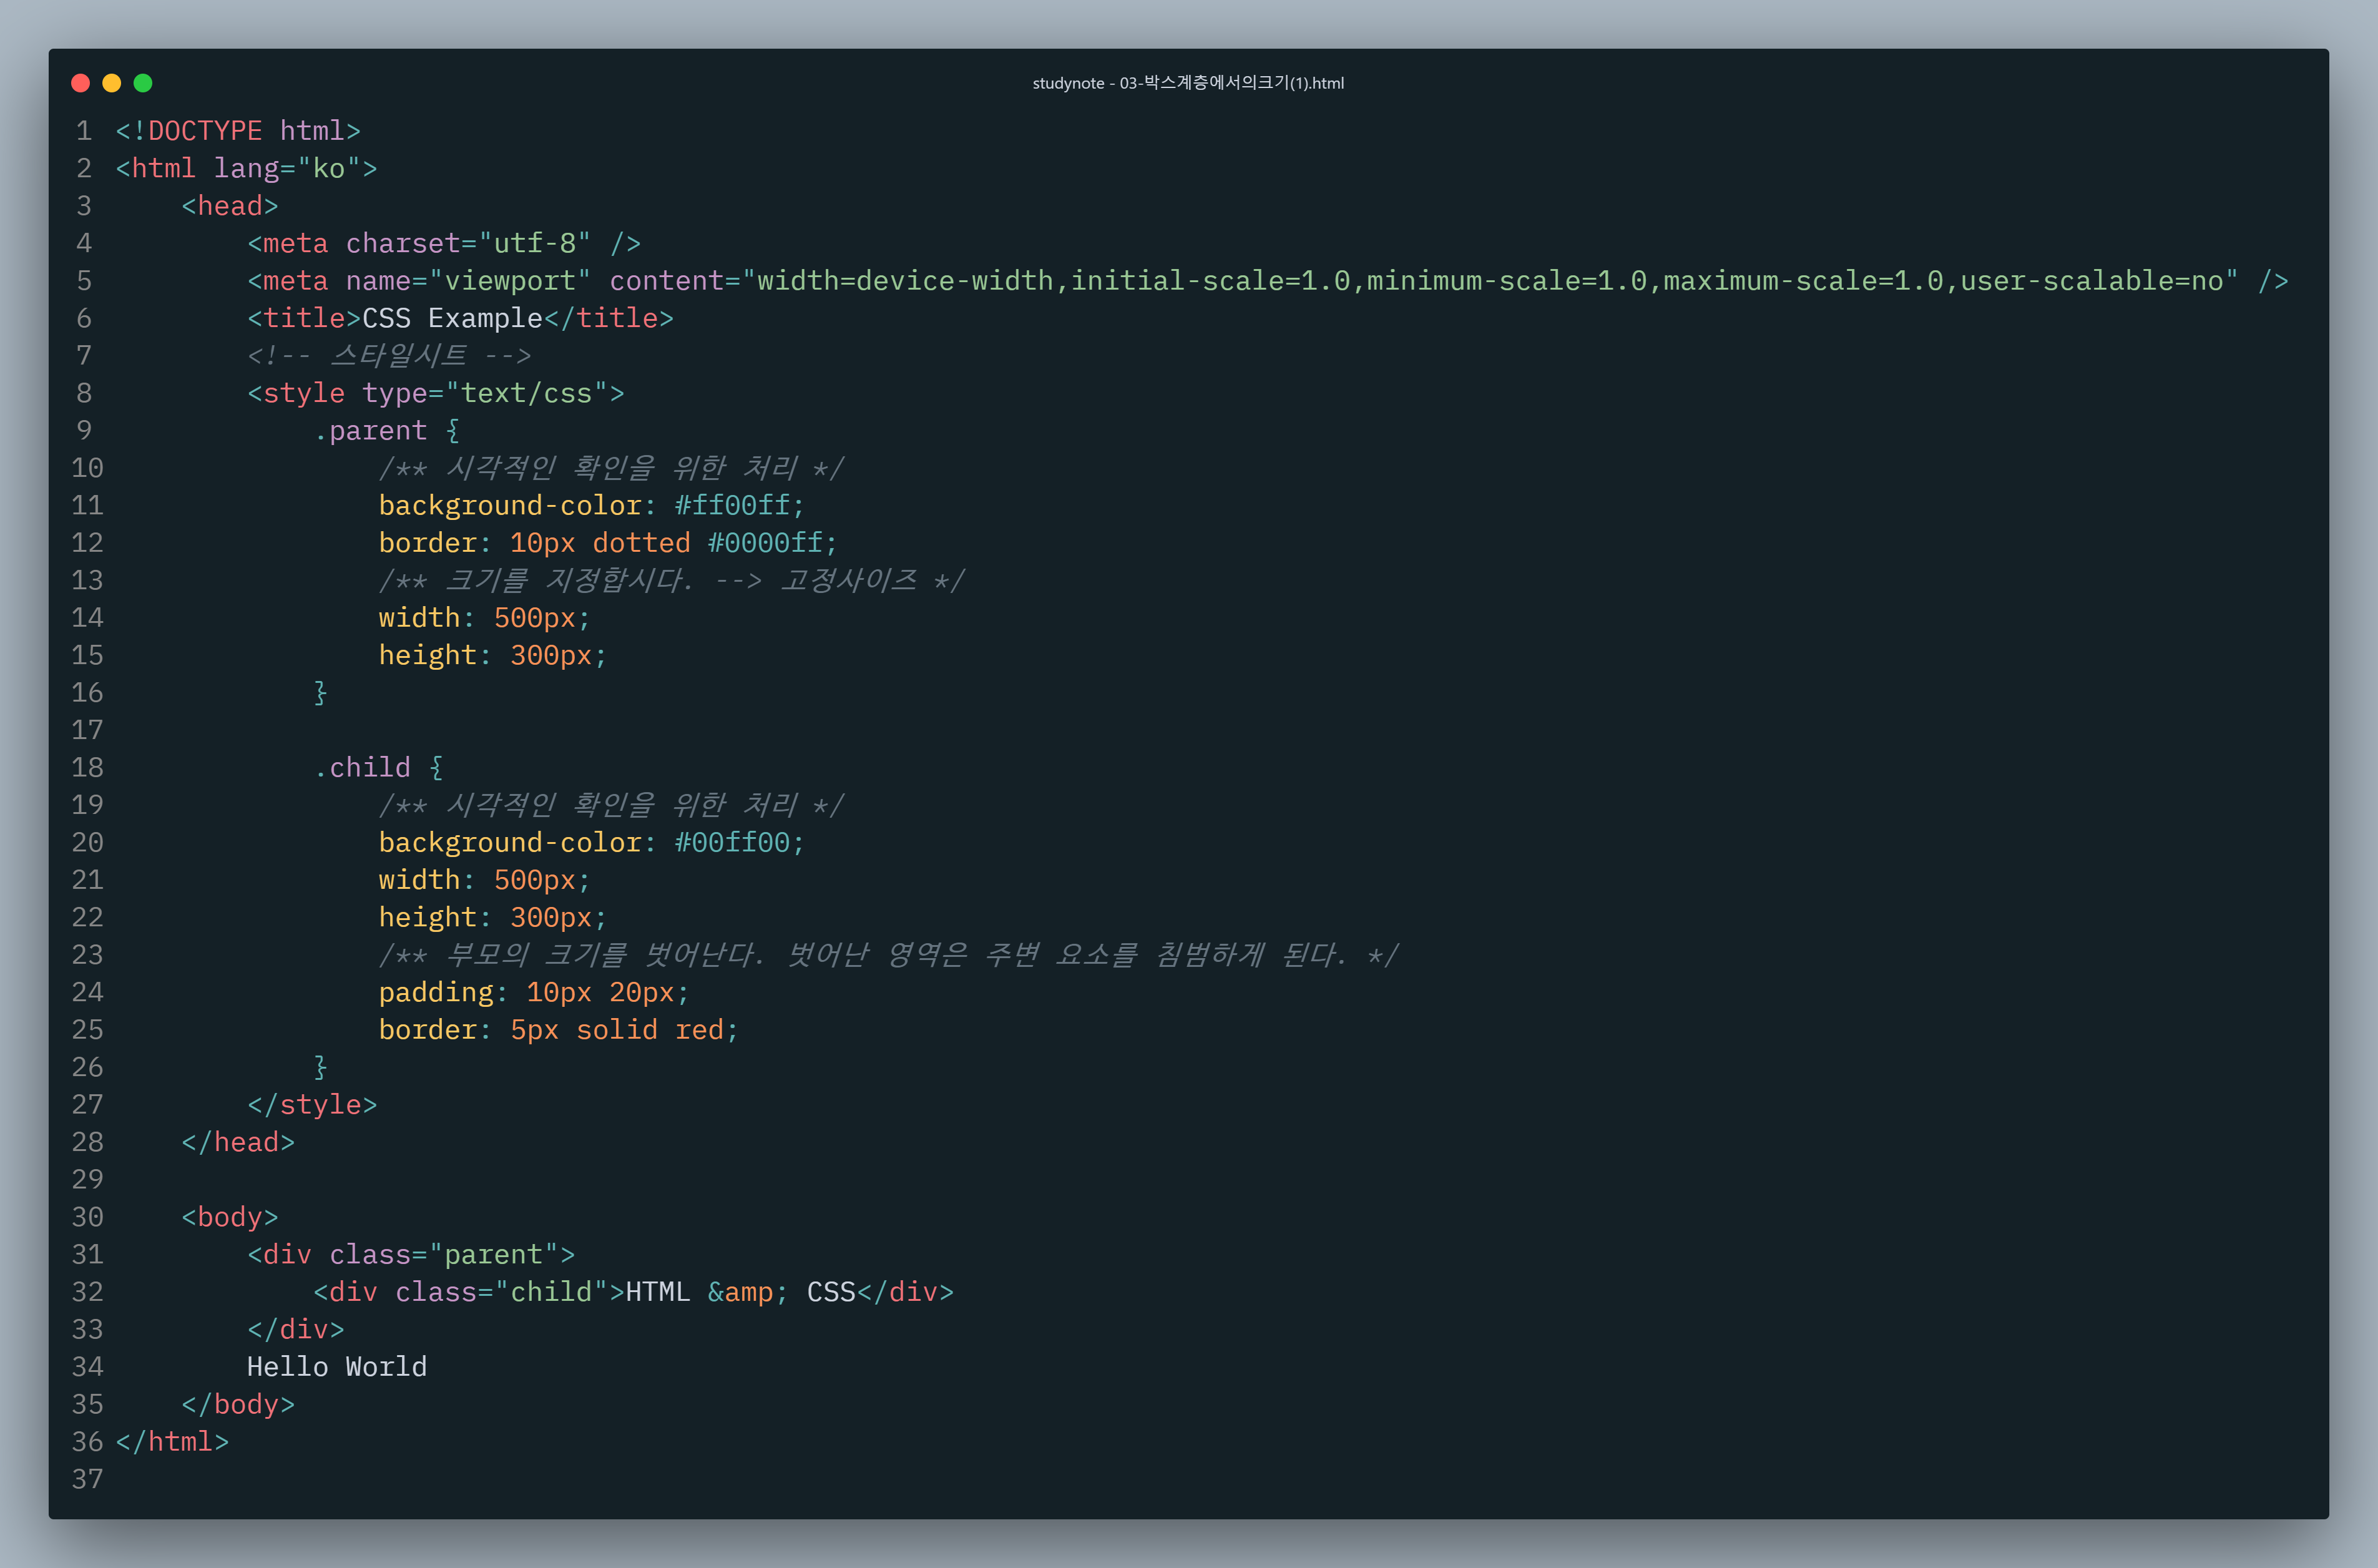 studynote - 03-박스계층에서의크기(1).html
1 <!DOCTYPE html>
2 <html lang="ko">
3     <head>
4         <meta charset="utf-8" />
5         <meta name="viewport" content="width=device-width,initial-scale=1.0,minimum-scale=1.0,maximum-scale=1.0,user-scalable=no" />
6         <title>CSS Example</title>
7         <!-- 스타일시트 -->
8         <style type="text/css">
9             .parent {
10                 /** 시각적인 확인을 위한 처리 */
11                 background-color: #ff00ff;
12                 border: 10px dotted #0000ff;
13                 /** 크기를 지정합시다. --> 고정사이즈 */
14                 width: 500px;
15                 height: 300px;
16             }
17
18             .child {
19                 /** 시각적인 확인을 위한 처리 */
20                 background-color: #00ff00;
21                 width: 500px;
22                 height: 300px;
23                 /** 부모의 크기를 벗어난다. 벗어난 영역은 주변 요소를 침범하게 된다. */
24                 padding: 10px 20px;
25                 border: 5px solid red;
26             }
27         </style>
28     </head>
29
30     <body>
31         <div class="parent">
32             <div class="child">HTML &amp; CSS</div>
33         </div>
34         Hello World
35     </body>
36 </html>
37